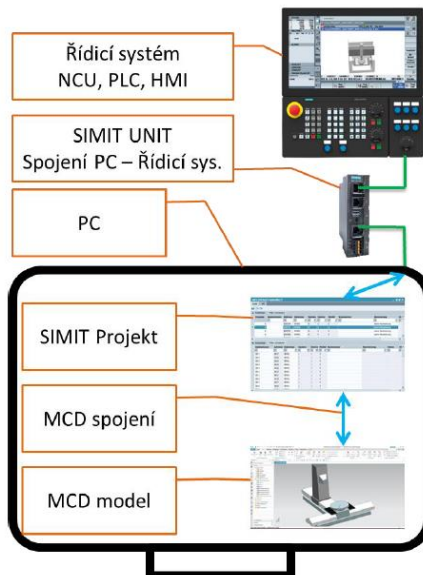 Řídicí systém
NCU, PLC, HMI
SIMIT UNIT
Spojení PC – Řídicí sys.
PC
SIMIT Projekt
MCD spojení
MCD model